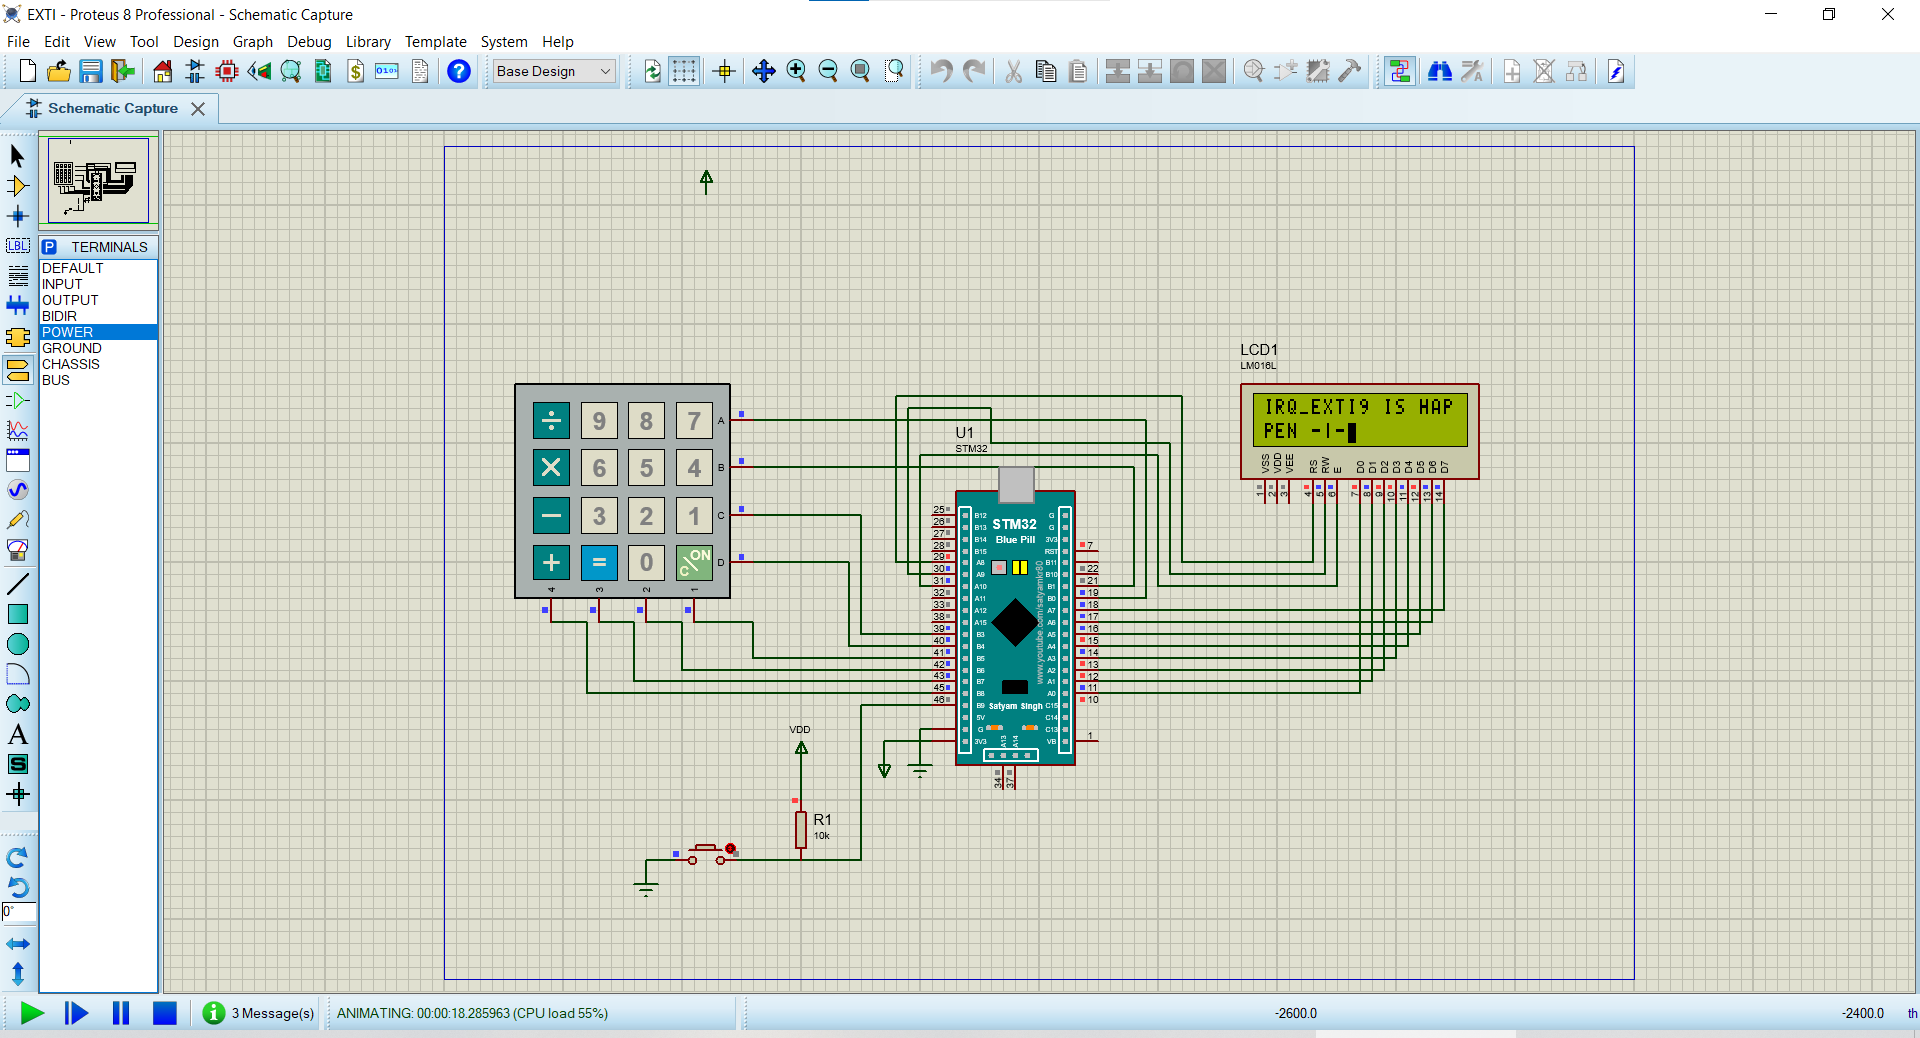 EXTI - Proteus 8 Professional - Schematic Capture
File Edit View Tool Design Graph Debug Library Template System Help
Base Design
Schematic Capture
P TERMINALS
DEFAULT
INPUT
OUTPUT
BIDIR
POWER
GROUND
CHASSIS
BUS
LBL
A
S
0°
÷ 9 8 7 A
× 6 5 4 B
− 3 2 1 C
+ = 0 ON C D
4 3 2 1
U1
STM32
STM32
Blue Pill
www.youtube.com/satyamkr80
Satyam Singh
25 B12
26 B13
27 B14
28 B15
29 A8
30 A9
31 A10
32 A11
33 A12
38 A15
39 B3
40 B4
41 B5
42 B6
43 B7
45 B8
46 B9
5V
G
3V3
G
G
3V3
RST 7
B11 22
B10 21
B1 19
B0 18
A7 17
A6 16
A5 15
A4 14
A3 13
A2 12
A1 11
A0 10
C15
C14
C13
VB 1
A13 A14
34 37
LCD1
LM016L
IRQ_EXTI9 IS HAP
PEN -|-
VSS VDD VEE RS RW E D0 D1 D2 D3 D4 D5 D6 D7
1 2 3 4 5 6 7 8 9 10 11 12 13 14
VDD
R1
10k
3 Message(s)
ANIMATING: 00:00:18.285963 (CPU load 55%)
-2600.0
-2400.0
th